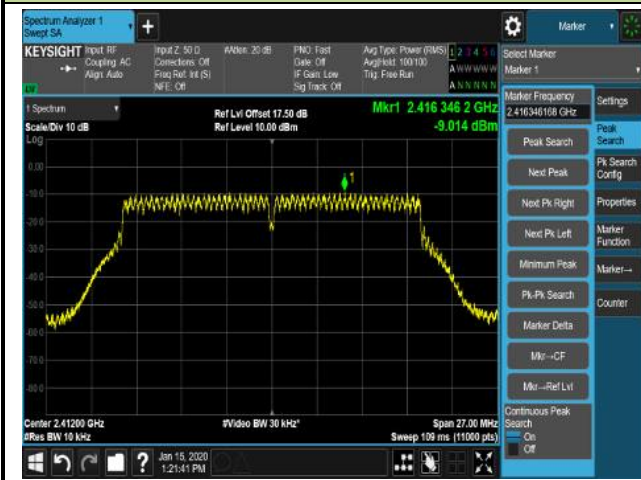 Spectrum Analyzer 1
Swept SA
+
Marker
KEYSIGHT
Input: RF
Coupling: AC
Align: Auto
Input Z: 50 Ω
Corrections: Off
Freq Ref: Int (S)
NFE: Off
#Atten: 20 dB
PNO: Fast
Gate: Off
IF Gain: Low
Sig Track: Off
Avg Type: Power (RMS)
Avg|Hold: 100/100
Trig: Free Run
1 2 3 4 5 6
A W W W W W
A N N N N N
Select Marker
Marker 1
1 Spectrum
Scale/Div 10 dB
Log
Ref Lvl Offset 17.50 dB
Ref Level 10.00 dBm
Mkr1 2.416 346 2 GHz
-9.014 dBm
1
0.00
-10.0
-20.0
-30.0
-40.0
-50.0
-60.0
-70.0
-80.0
Center 2.41200 GHz
#Res BW 10 kHz
#Video BW 30 kHz*
Span 27.00 MHz
Sweep 109 ms (11000 pts)
Marker Frequency
2.416346168 GHz
Peak Search
Next Peak
Next Pk Right
Next Pk Left
Minimum Peak
Pk-Pk Search
Marker Delta
Mkr→CF
Mkr→Ref Lvl
Continuous Peak
Search
On
Off
Settings
Peak
Search
Pk Search
Config
Properties
Marker
Function
Marker→
Counter
?
Jan 15, 2020
1:21:41 PM